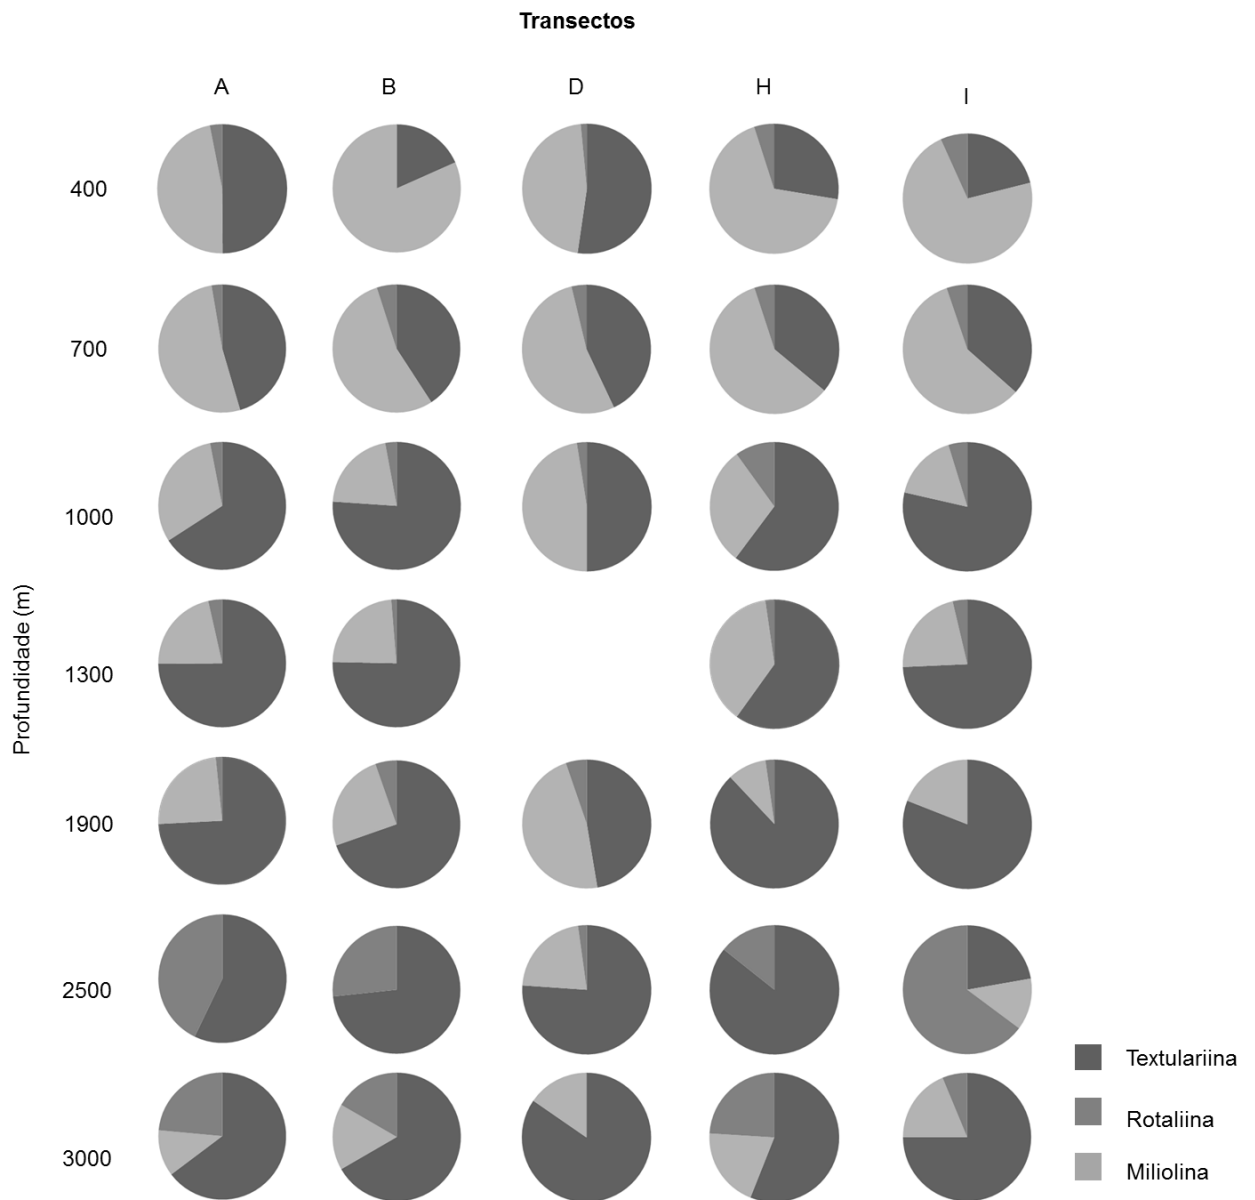 Transectos
A B D H I
400
700
1000
1300
1900
2500
3000
Profundidade (m)
Textulariina
Rotaliina
Miliolina